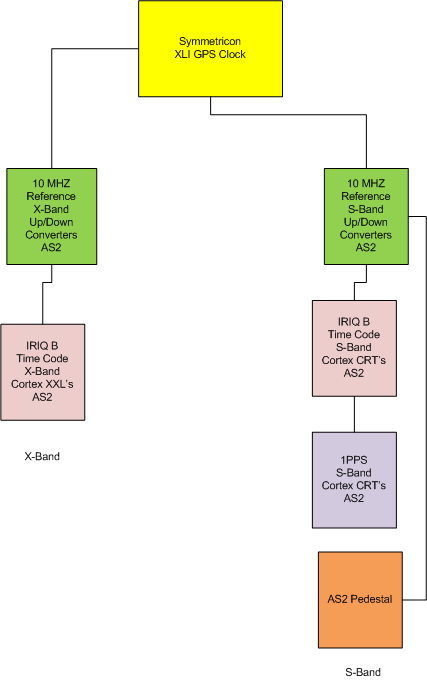 Symmetricon
XLI GPS Clock
10 MHZ
Reference
X-Band
Up/Down
Converters
AS2
10 MHZ
Reference
S-Band
Up/Down
Converters
AS2
IRIQ B
Time Code
X-Band
Cortex XXL's
AS2
IRIQ B
Time Code
S-Band
Cortex CRT's
AS2
X-Band
1PPS
S-Band
Cortex CRT's
AS2
AS2 Pedestal
S-Band